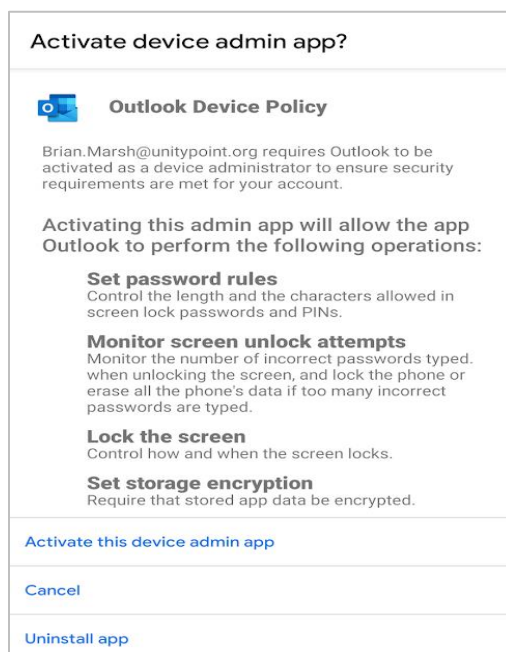 Activate device admin app?
Outlook Device Policy
Brian.Marsh@unitypoint.org requires Outlook to be
activated as a device administrator to ensure security
requirements are met for your account.
Activating this admin app will allow the app
Outlook to perform the following operations:
Set password rules
Control the length and the characters allowed in
screen lock passwords and PINs.
Monitor screen unlock attempts
Monitor the number of incorrect passwords typed.
when unlocking the screen, and lock the phone or
erase all the phone's data if too many incorrect
passwords are typed.
Lock the screen
Control how and when the screen locks.
Set storage encryption
Require that stored app data be encrypted.
Activate this device admin app
Cancel
Uninstall app